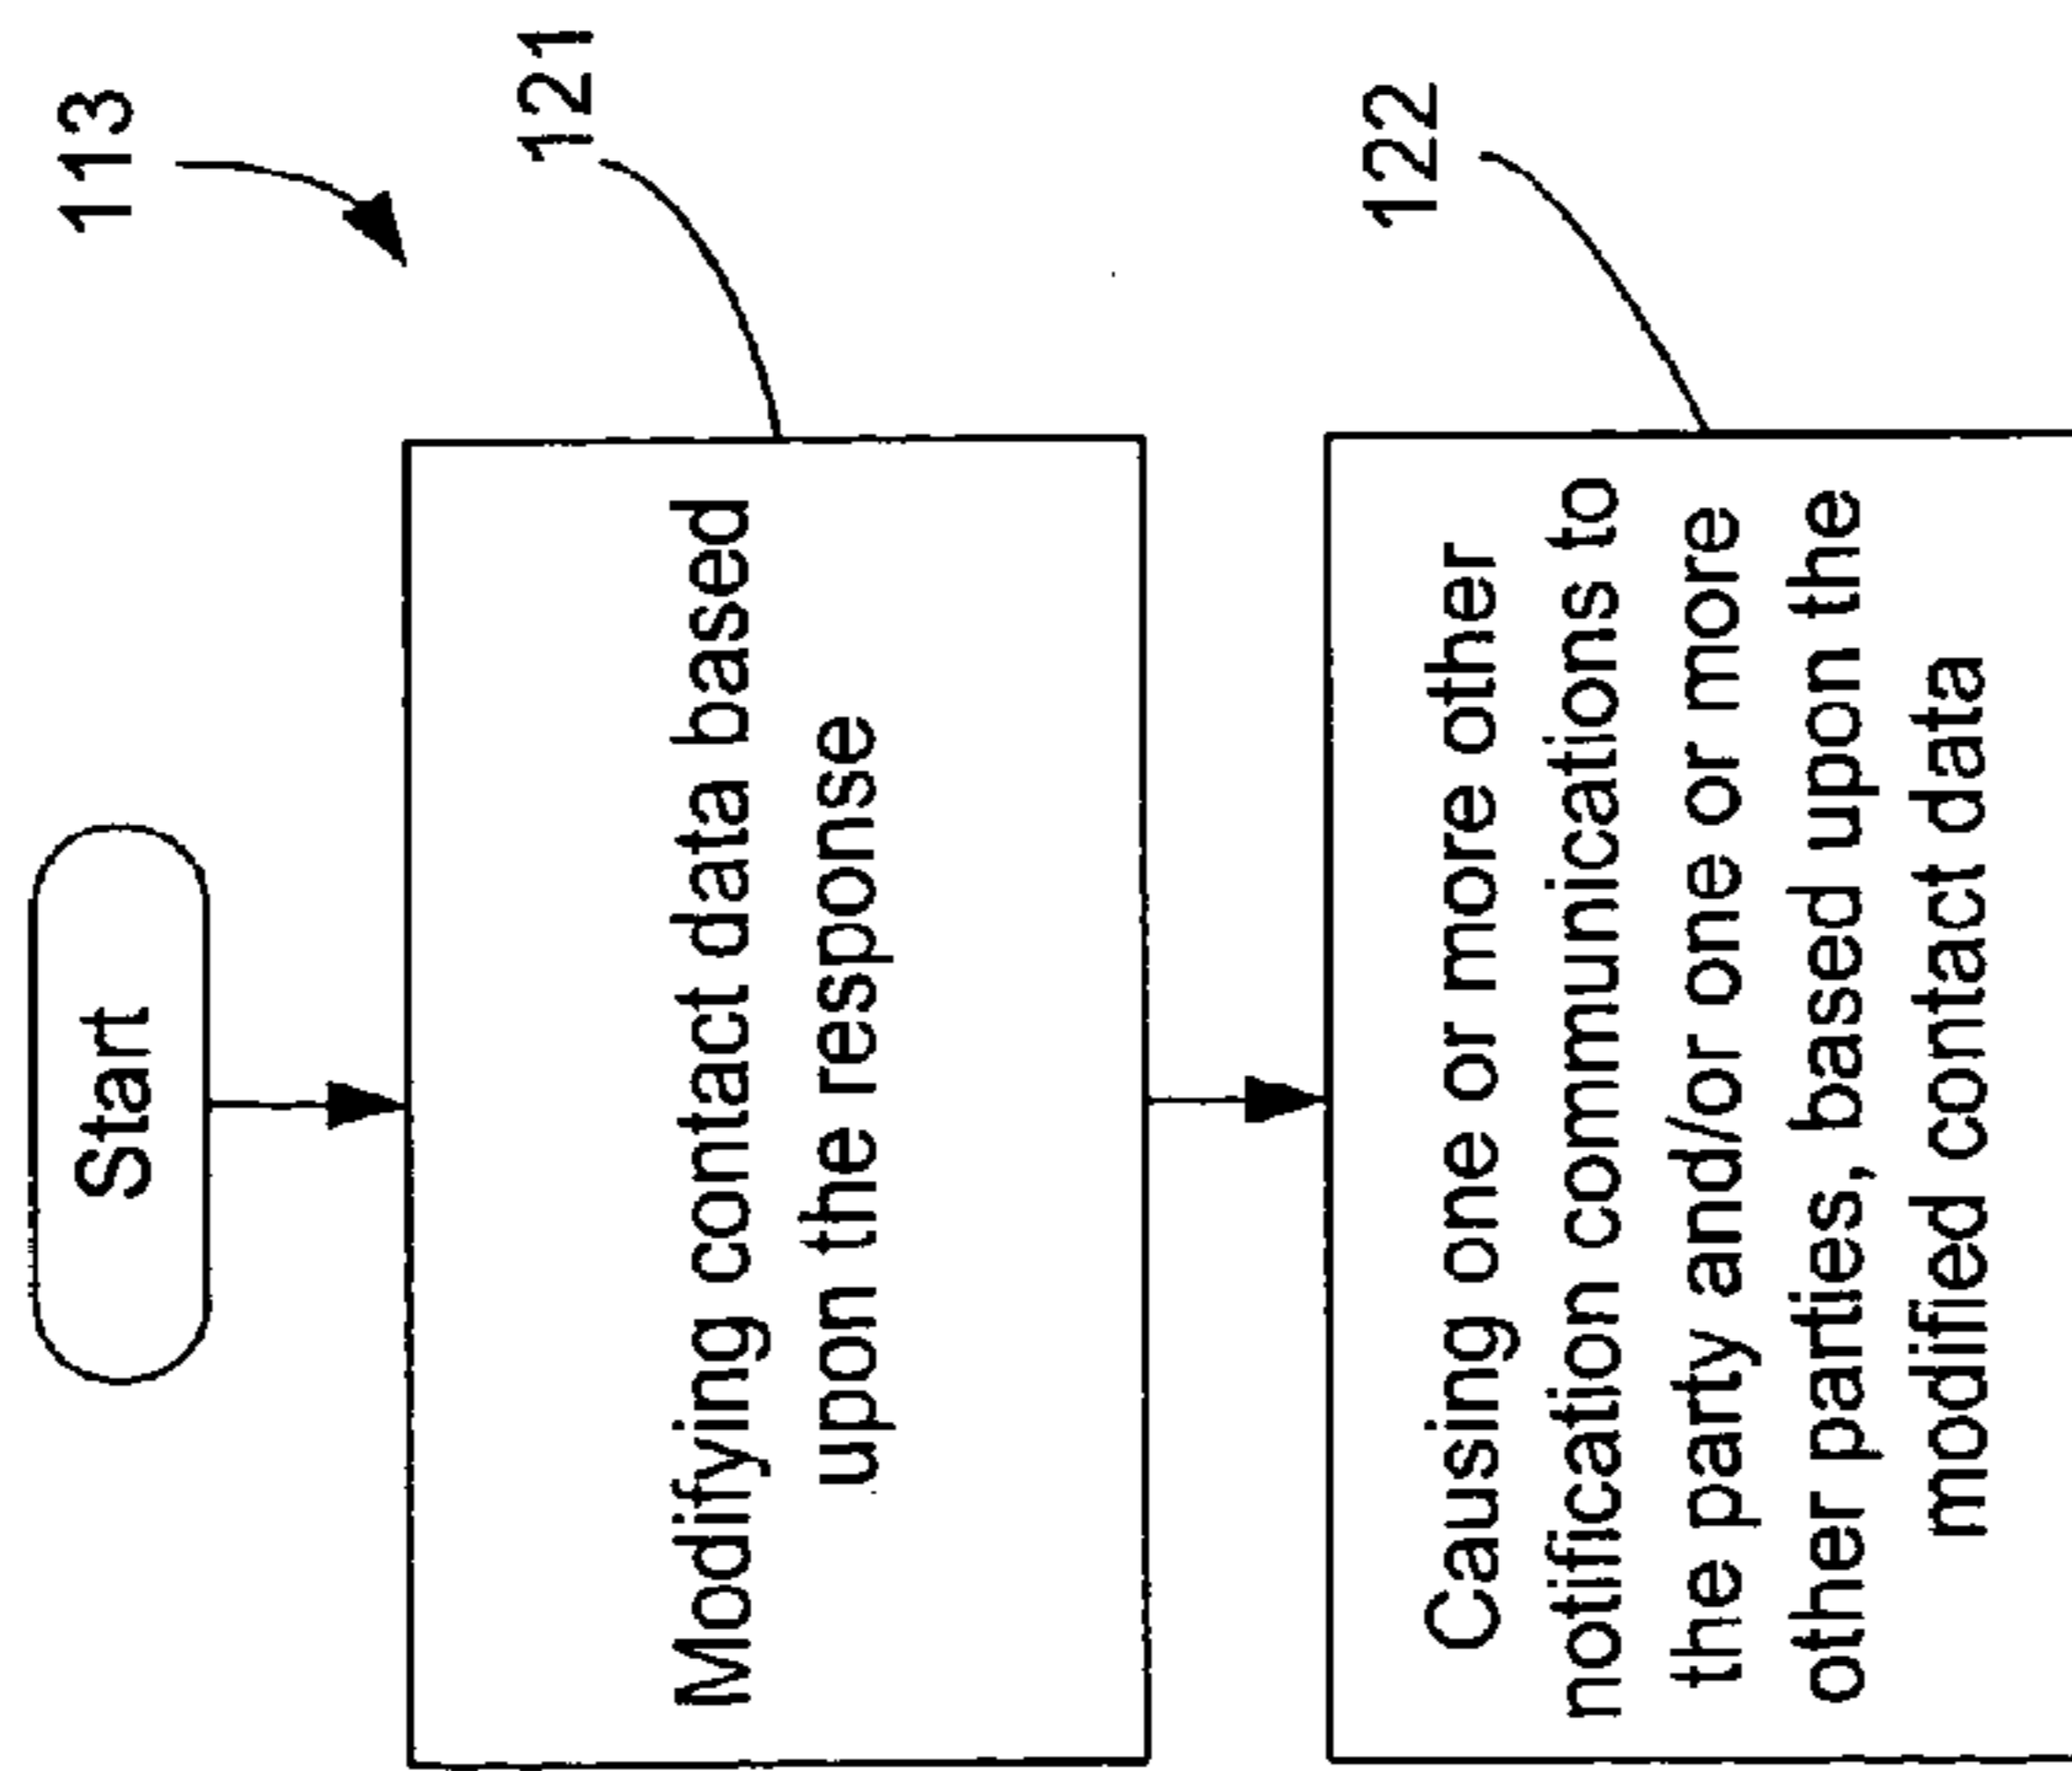 113
Start
121
Modifying contact data based
upon the response
122
Causing one or more other
notification communications to
the party and/or one or more
other parties, based upon the
modified contact data